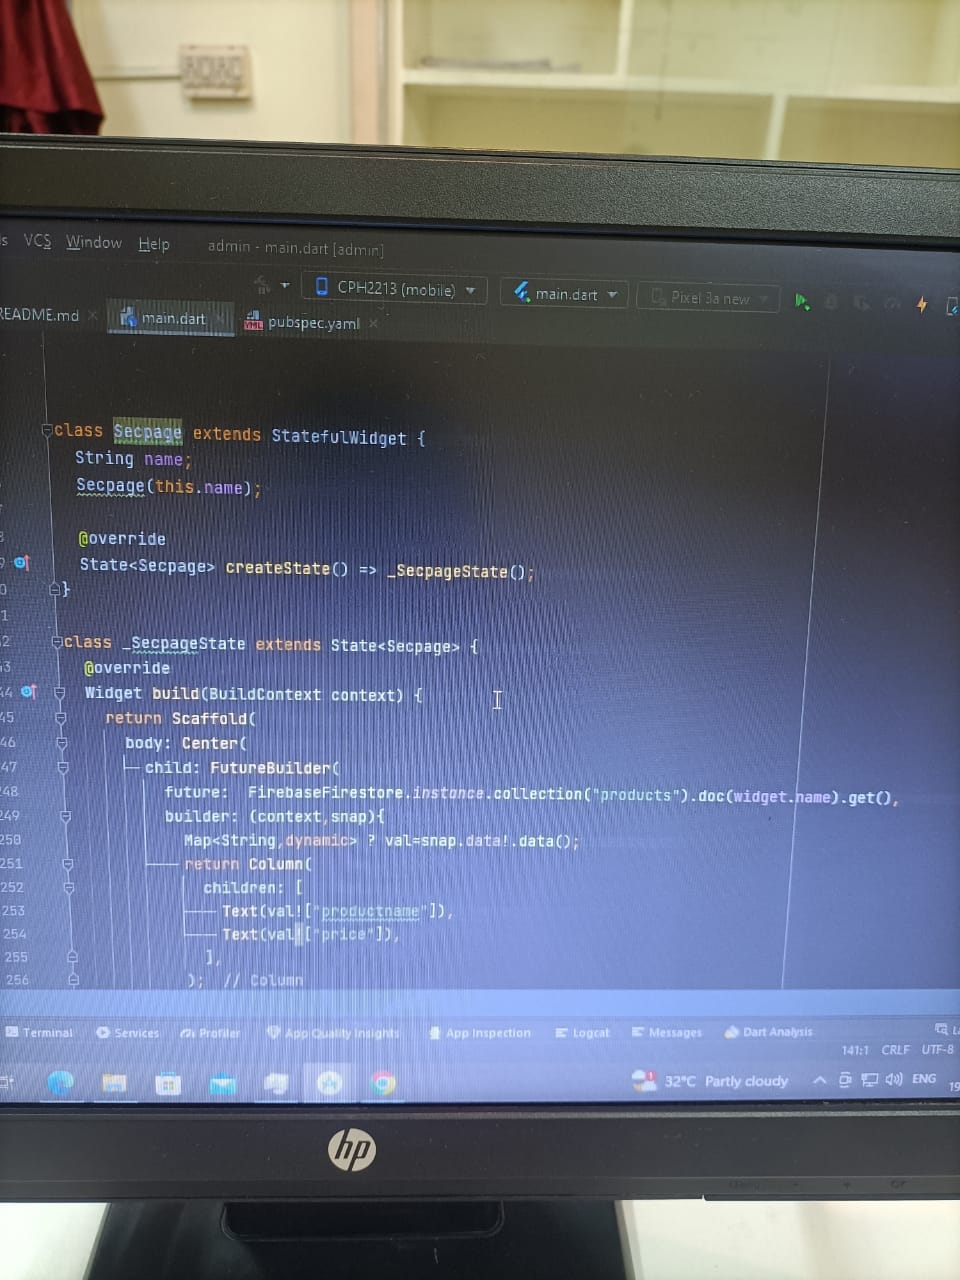 VCS Window Help admin - main.dart [admin]
CPH2213 (mobile) main.dart Pixel 3a new
README.md main.dart pubspec.yaml
class Secpage extends StatefulWidget {
String name;
Secpage(this.name);
@override
State<Secpage> createState() => _SecpageState();
}
class _SecpageState extends State<Secpage> {
@override
44 Widget build(BuildContext context) {
45 return Scaffold(
46 body: Center(
47 child: FutureBuilder(
248 future: FirebaseFirestore.instance.collection("products").doc(widget.name).get(),
249 builder: (context,snap){
250 Map<String,dynamic> ? val=snap.data!.data();
251 return Column(
252 children: [
253 Text(val!["productname"]),
254 Text(val!["price"]),
255 ],
256 ); // Column
Terminal Services Profiler App Quality Insights App Inspection Logcat Messages Dart Analysis
141:1 CRLF UTF-8
1 32°C Partly cloudy ENG
hp